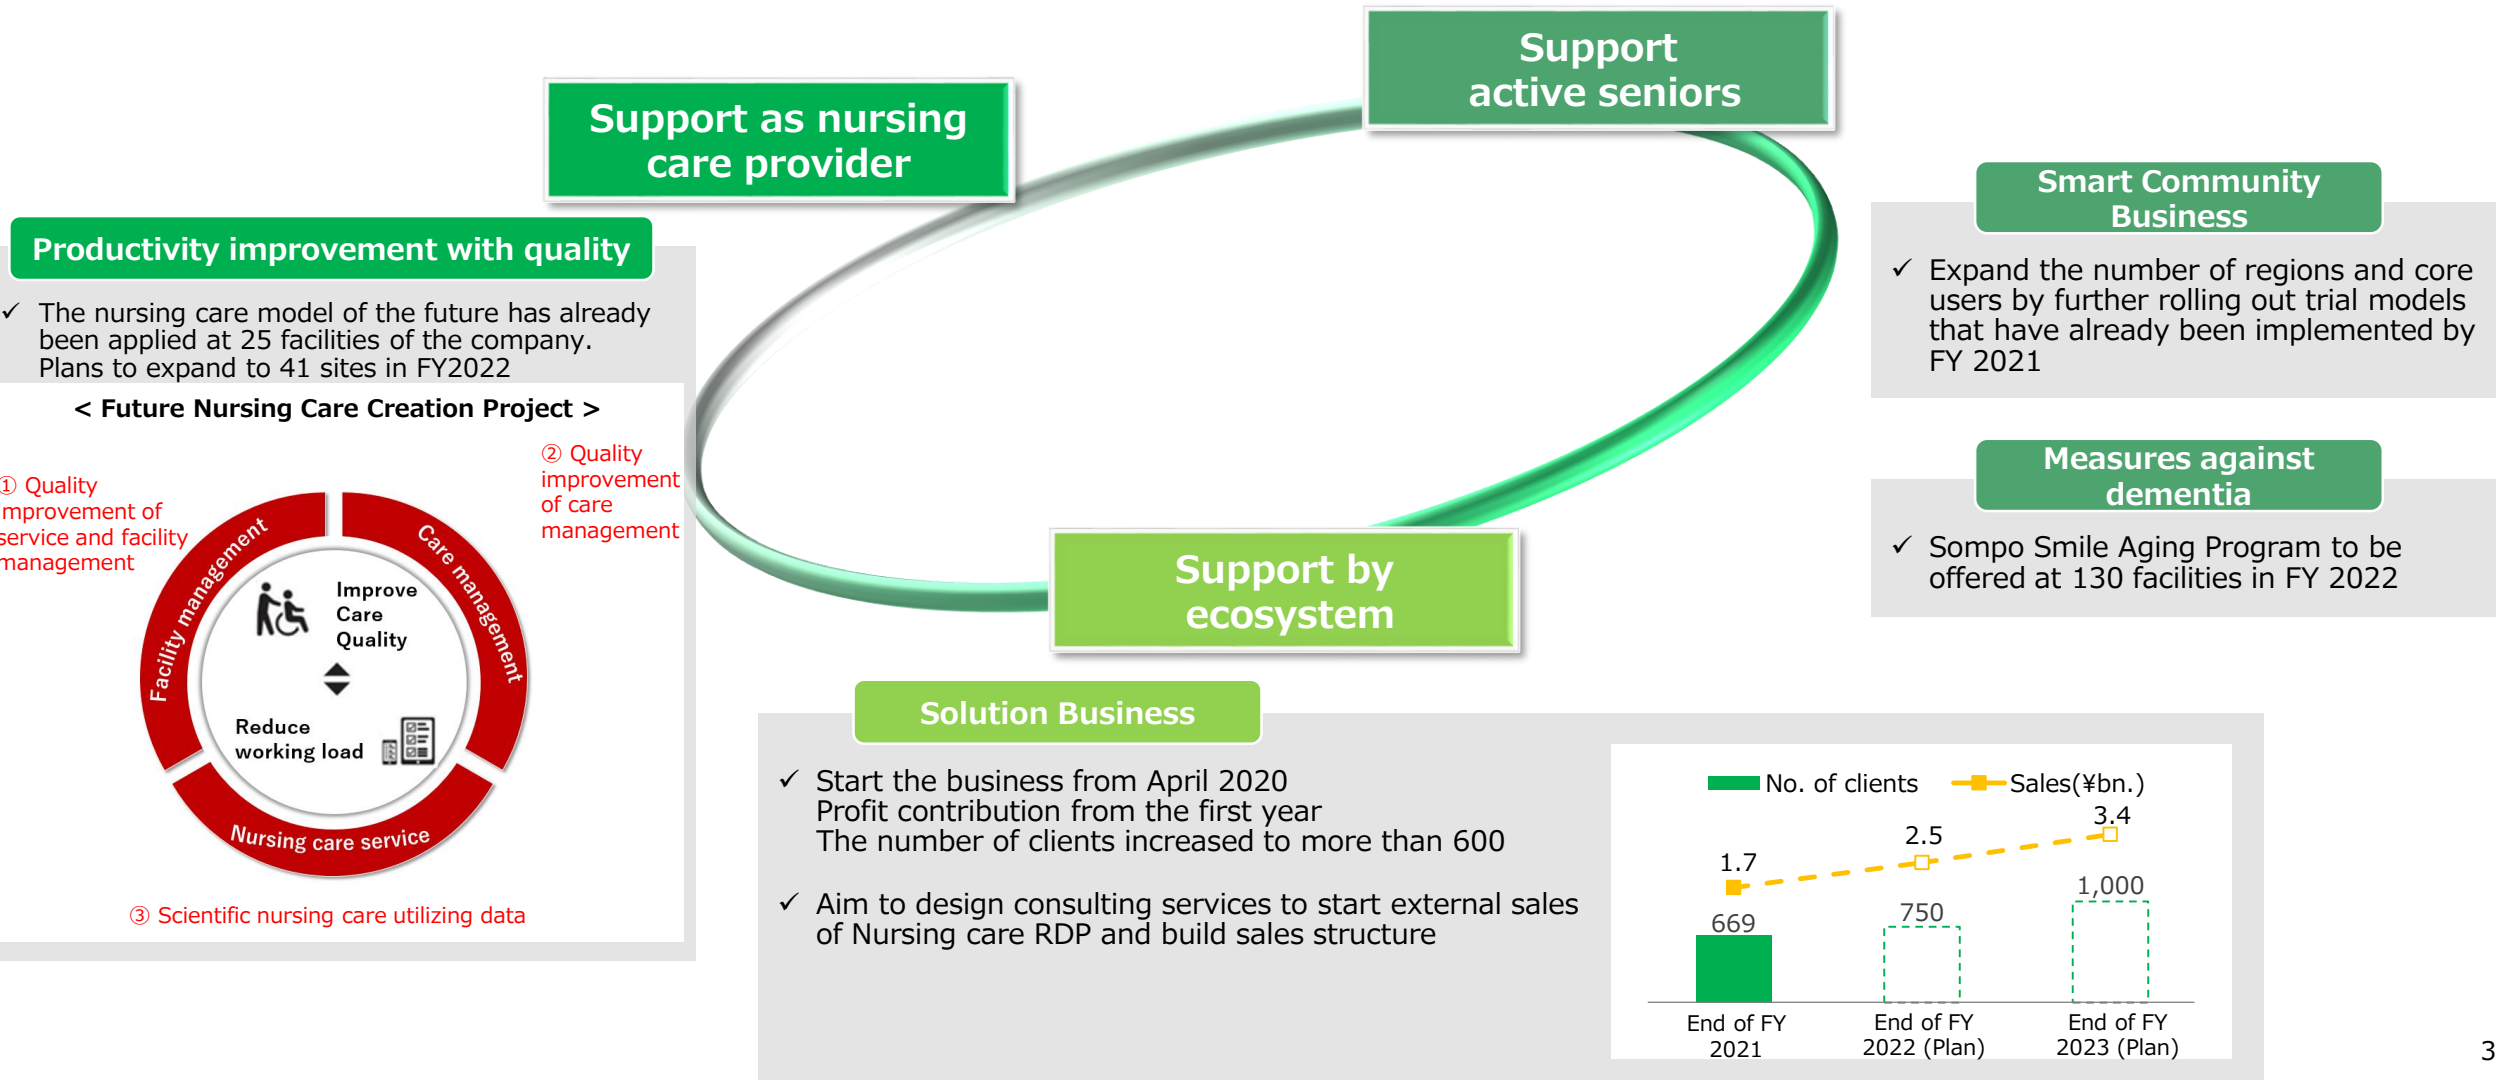 Support
active seniors
Support as nursing
care provider
Productivity improvement with quality
✓ The nursing care model of the future has already
been applied at 25 facilities of the company.
Plans to expand to 41 sites in FY2022
< Future Nursing Care Creation Project >
① Quality
improvement of
service and facility
management
② Quality
improvement
of care
management
Facility management
Care management
Nursing care service
Improve
Care
Quality
Reduce
working load
③ Scientific nursing care utilizing data
Smart Community
Business
✓ Expand the number of regions and core
users by further rolling out trial models
that have already been implemented by
FY 2021
Measures against
dementia
✓ Sompo Smile Aging Program to be
offered at 130 facilities in FY 2022
Support by
ecosystem
Solution Business
✓ Start the business from April 2020
Profit contribution from the first year
The number of clients increased to more than 600
✓ Aim to design consulting services to start external sales
of Nursing care RDP and build sales structure
No. of clients Sales(¥bn.)
1.7 2.5 3.4
669 750 1,000
End of FY
2021
End of FY
2022 (Plan)
End of FY
2023 (Plan)
3